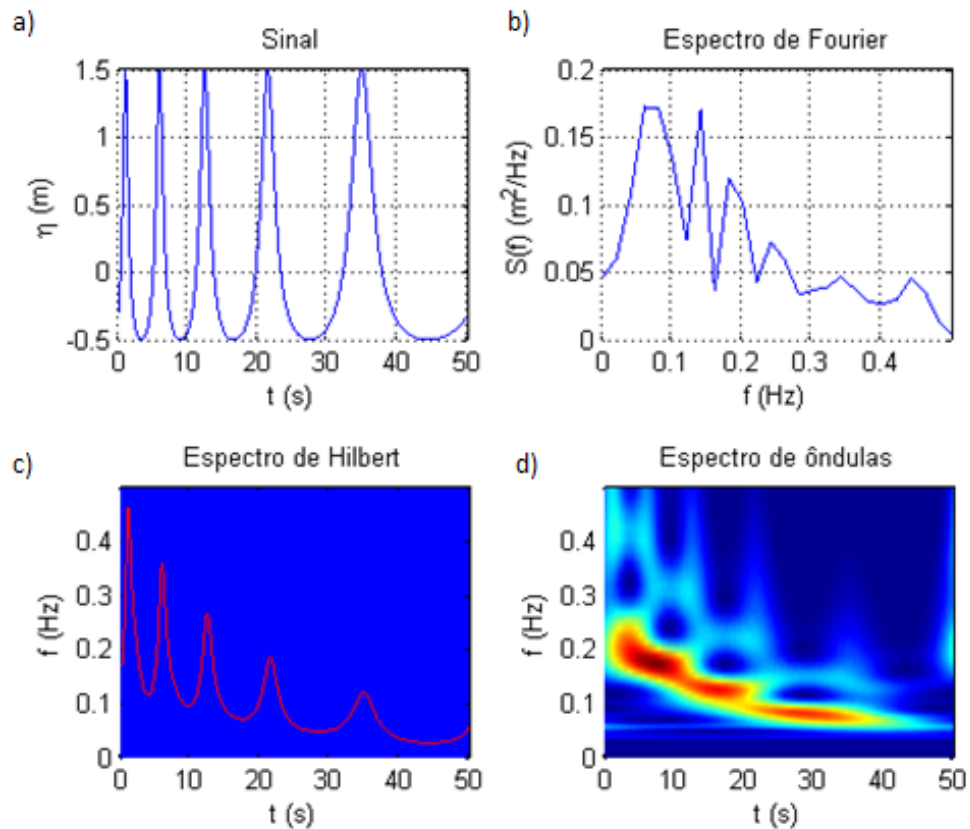 a)
Sinal
η (m)
1.5
1
0.5
0
-0.5
0 10 20 30 40 50
t (s)
b)
Espectro de Fourier
S(f) (m²/Hz)
0.2
0.15
0.1
0.05
0
0 0.1 0.2 0.3 0.4
f (Hz)
c)
Espectro de Hilbert
f (Hz)
0.4
0.3
0.2
0.1
0
0 10 20 30 40 50
t (s)
d)
Espectro de ôndulas
f (Hz)
0.4
0.3
0.2
0.1
0
0 10 20 30 40 50
t (s)